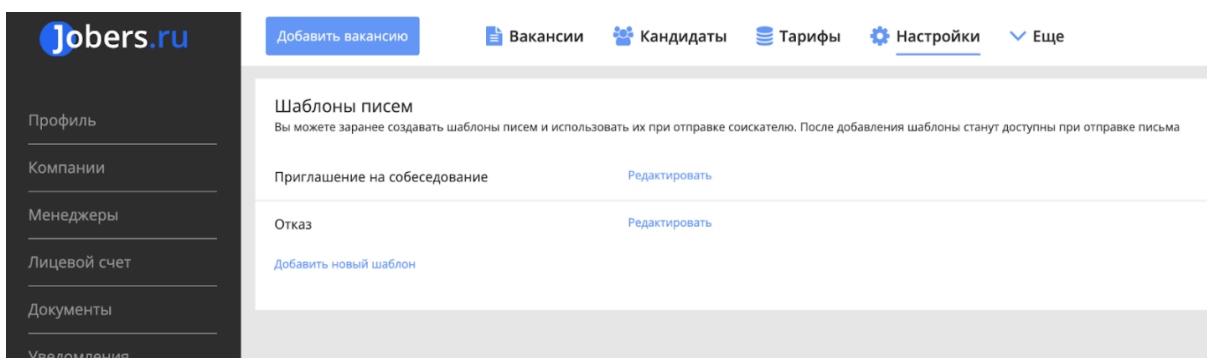 Jobers.ru
Добавить вакансию
Вакансии
Кандидаты
Тарифы
Настройки
Еще
Профиль
Компании
Менеджеры
Лицевой счет
Документы
Уведомления
Шаблоны писем
Вы можете заранее создавать шаблоны писем и использовать их при отправке соискателю. После добавления шаблоны станут доступны при отправке письма
Приглашение на собеседование
Редактировать
Отказ
Редактировать
Добавить новый шаблон